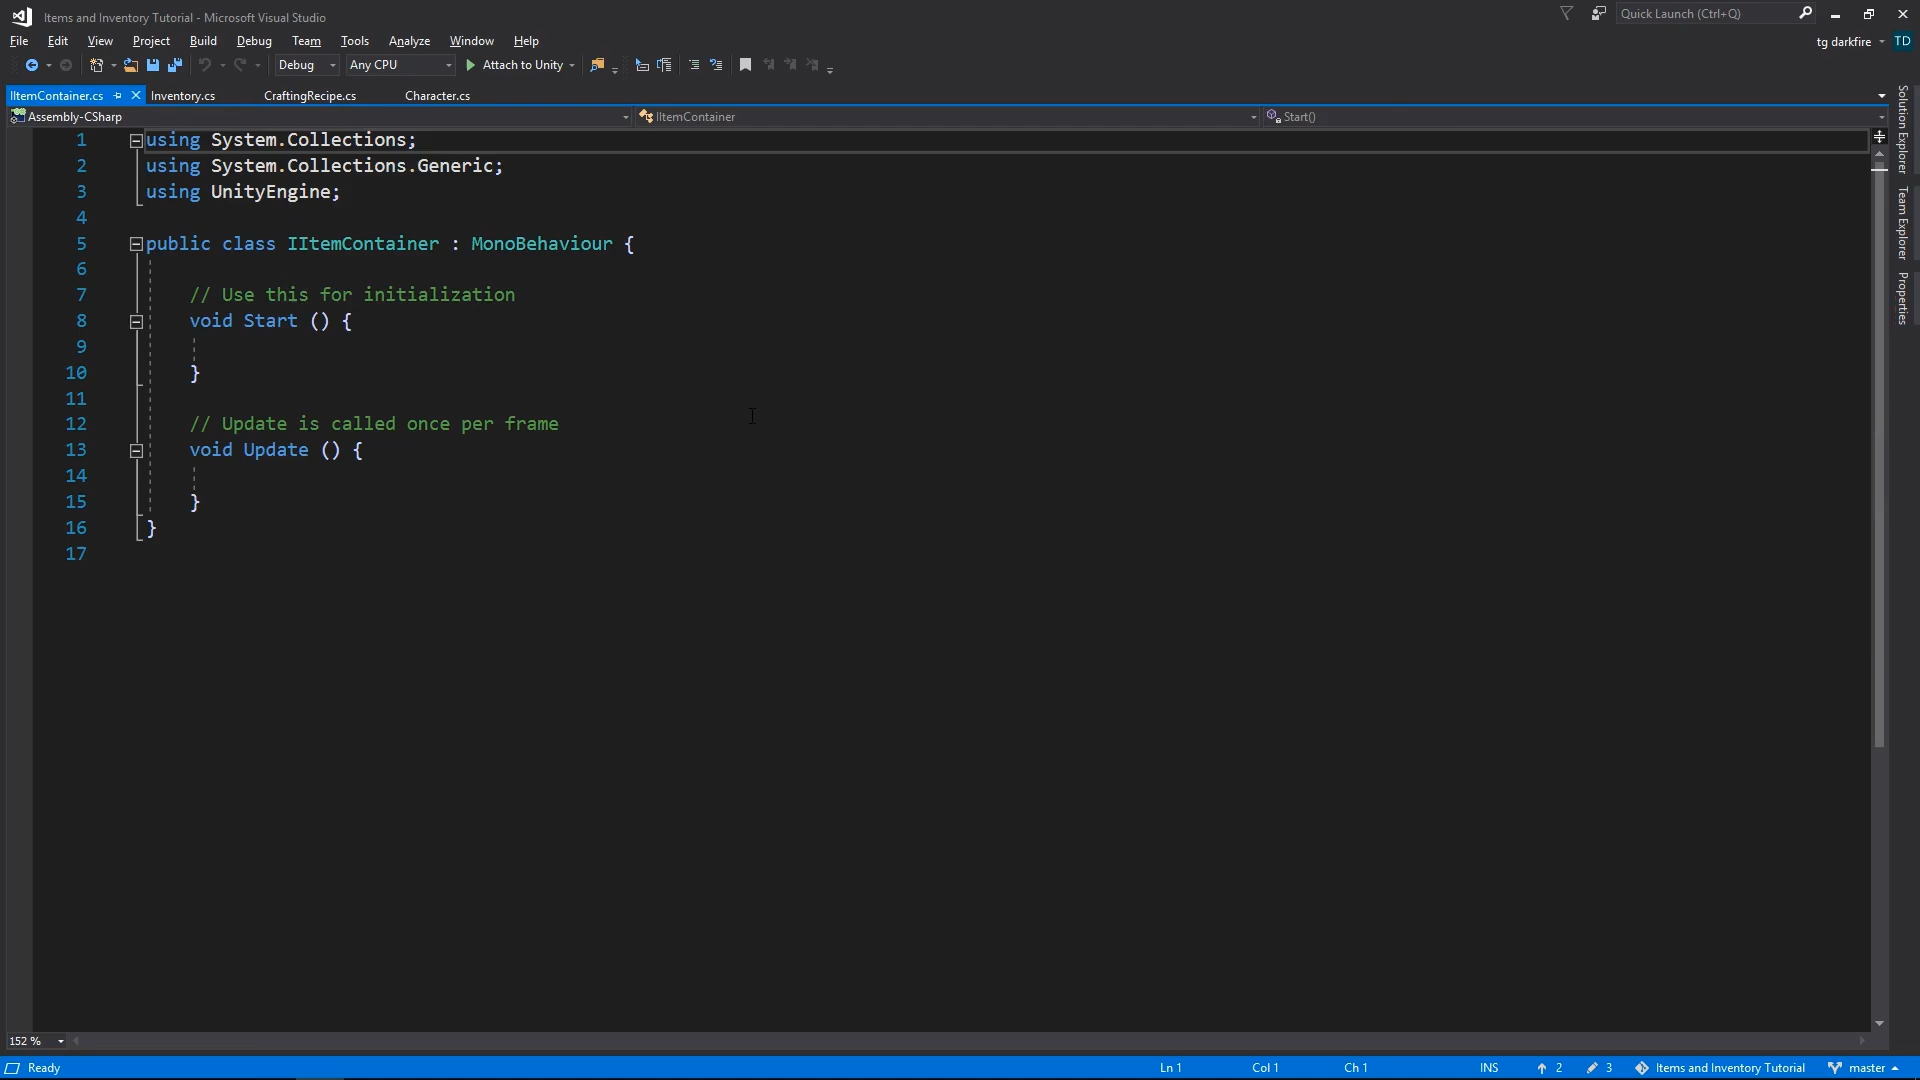 Items and Inventory Tutorial - Microsoft Visual Studio
Quick Launch (Ctrl+Q)
File Edit View Project Build Debug Team Tools Analyze Window Help
tg darkfire TD
Debug Any CPU Attach to Unity
IItemContainer.cs Inventory.cs CraftingRecipe.cs Character.cs
Assembly-CSharp IItemContainer Start()
1 using System.Collections;
2 using System.Collections.Generic;
3 using UnityEngine;
4
5 public class IItemContainer : MonoBehaviour {
6
7 // Use this for initialization
8 void Start () {
9
10 }
11
12 // Update is called once per frame
13 void Update () {
14
15 }
16 }
17
Solution Explorer
Team Explorer
Properties
152 %
Ready Ln 1 Col 1 Ch 1 INS 2 3 Items and Inventory Tutorial master